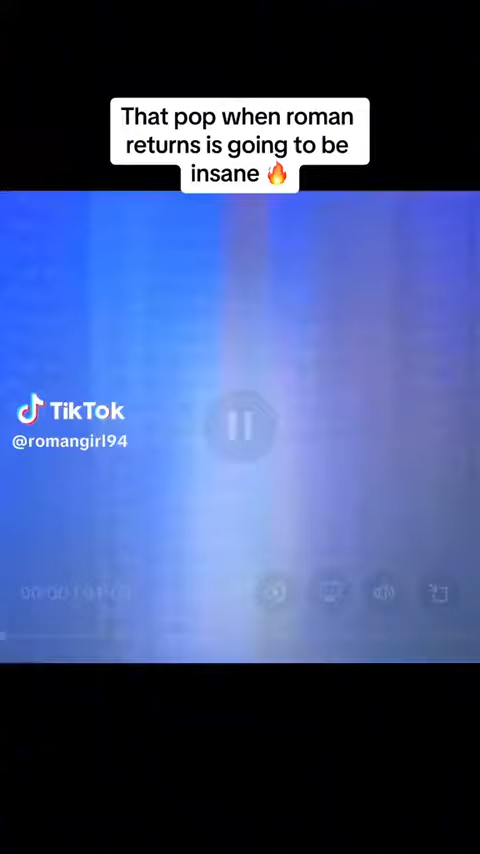 That pop when roman
returns is going to be
insane 🔥
TikTok
@romangirl94